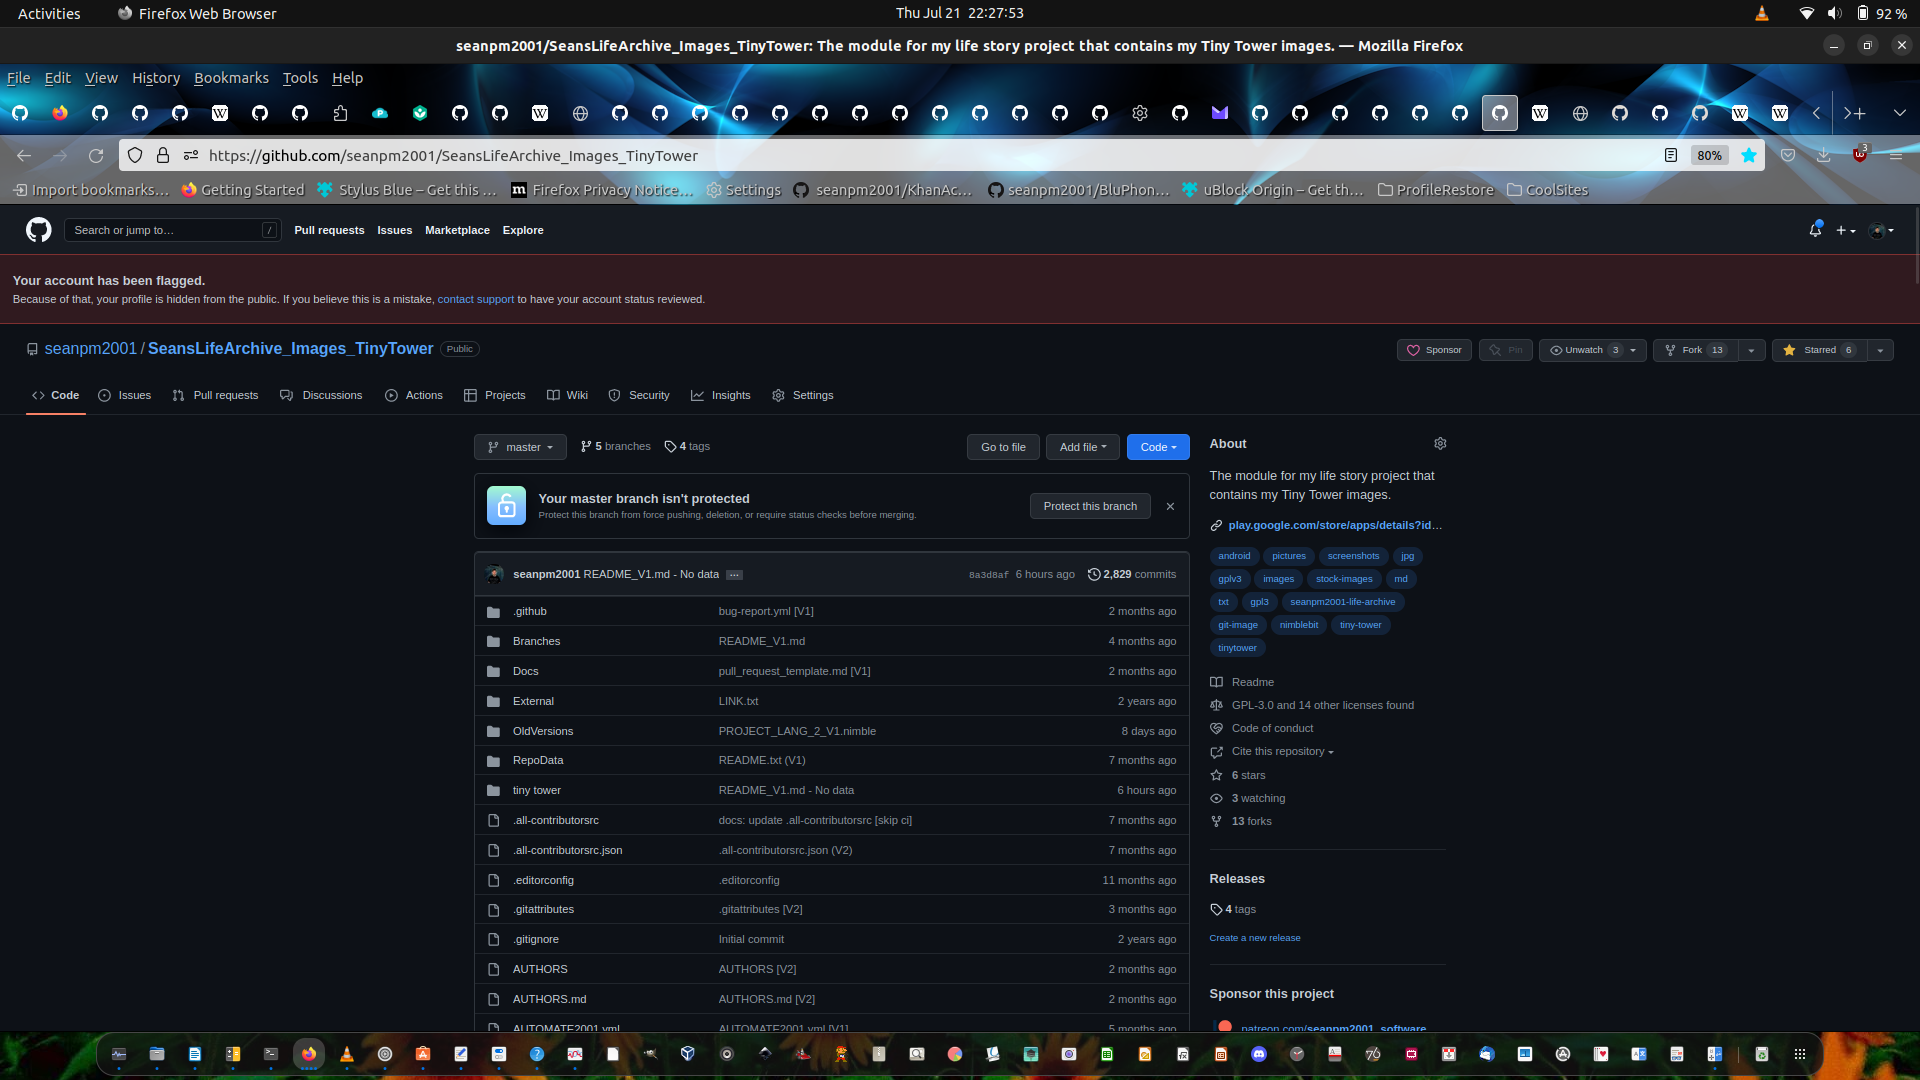 Activities
Firefox Web Browser
Thu Jul 21 22:27:53
92 %
seanpm2001/SeansLifeArchive_Images_TinyTower: The module for my life story project that contains my Tiny Tower images. — Mozilla Firefox
File Edit View History Bookmarks Tools Help
https://github.com/seanpm2001/SeansLifeArchive_Images_TinyTower
80%
3
Import bookmarks...
Getting Started
Stylus Blue – Get this ...
Firefox Privacy Notice...
Settings
seanpm2001/KhanAc...
seanpm2001/BluPhon...
uBlock Origin – Get th...
ProfileRestore
CoolSites
Search or jump to...
/
Pull requests
Issues
Marketplace
Explore
Your account has been flagged.
Because of that, your profile is hidden from the public. If you believe this is a mistake, contact support to have your account status reviewed.
seanpm2001 / SeansLifeArchive_Images_TinyTower Public
Sponsor
Pin
Unwatch 3
Fork 13
Starred 6
Code
Issues
Pull requests
Discussions
Actions
Projects
Wiki
Security
Insights
Settings
master
5 branches
4 tags
Go to file
Add file
Code
Your master branch isn't protected
Protect this branch from force pushing, deletion, or require status checks before merging.
Protect this branch
seanpm2001 README_V1.md - No data ...
8a3d8af 6 hours ago
2,829 commits
.github bug-report.yml [V1] 2 months ago
Branches README_V1.md 4 months ago
Docs pull_request_template.md [V1] 2 months ago
External LINK.txt 2 years ago
OldVersions PROJECT_LANG_2_V1.nimble 8 days ago
RepoData README.txt (V1) 7 months ago
tiny tower README_V1.md - No data 6 hours ago
.all-contributorsrc docs: update .all-contributorsrc [skip ci] 7 months ago
.all-contributorsrc.json .all-contributorsrc.json (V2) 7 months ago
.editorconfig .editorconfig 11 months ago
.gitattributes .gitattributes [V2] 3 months ago
.gitignore Initial commit 2 years ago
AUTHORS AUTHORS [V2] 2 months ago
AUTHORS.md AUTHORS.md [V2] 2 months ago
AUTOMATE2001.yml AUTOMATE2001.yml [V1] 5 months ago
About
The module for my life story project that
contains my Tiny Tower images.
play.google.com/store/apps/details?id...
android pictures screenshots jpg
gplv3 images stock-images md
txt gpl3 seanpm2001-life-archive
git-image nimblebit tiny-tower
tinytower
Readme
GPL-3.0 and 14 other licenses found
Code of conduct
Cite this repository
6 stars
3 watching
13 forks
Releases
4 tags
Create a new release
Sponsor this project
patreon.com/seanpm2001_software